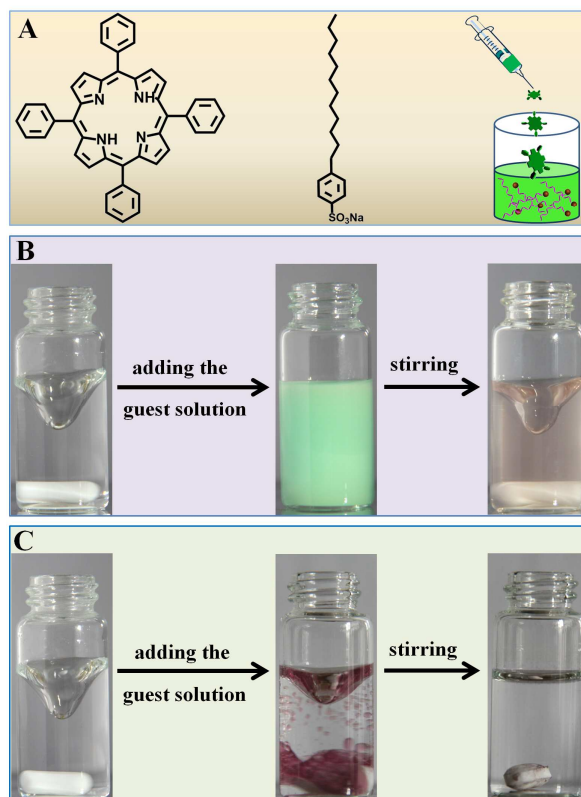 A
N
NH
NH
N
SO3Na
B
adding the
guest solution
stirring
C
adding the
guest solution
stirring